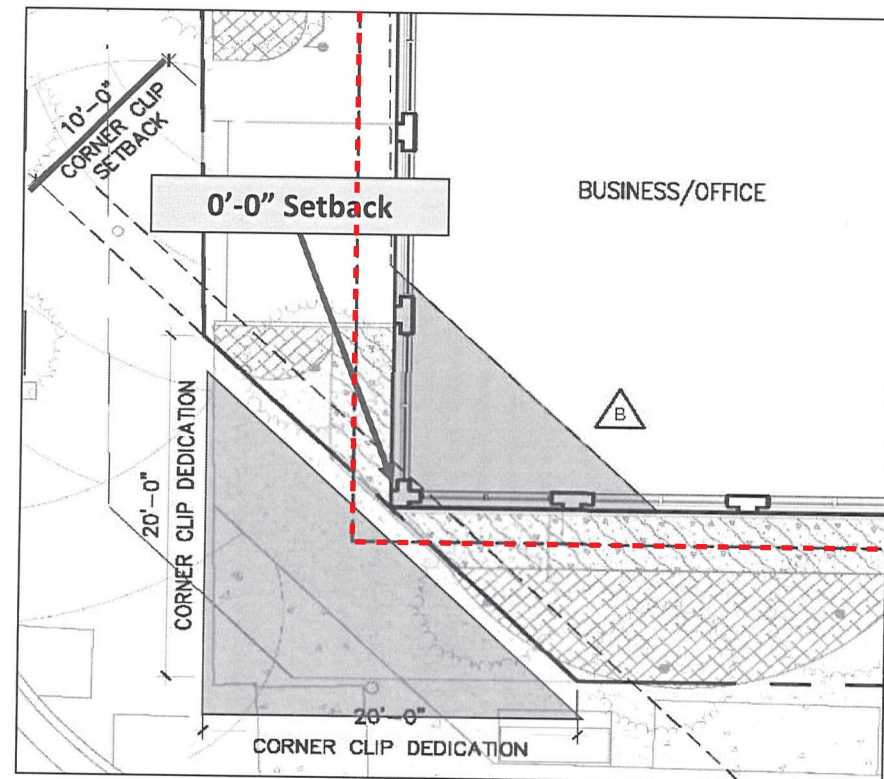 10'-0"
CORNER CLIP
SETBACK
0'-0" Setback
BUSINESS/OFFICE
B
20'-0"
CORNER CLIP DEDICATION
20'-0"
CORNER CLIP DEDICATION